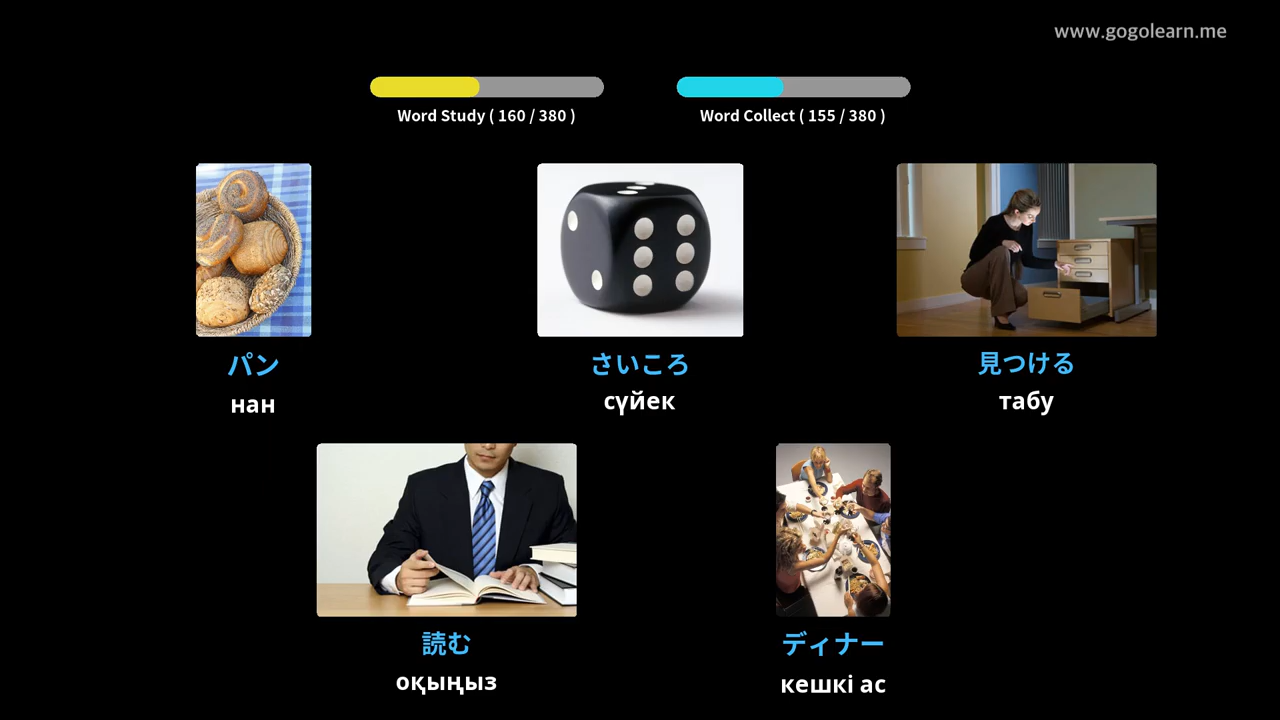 www.gogolearn.me
Word Study ( 160 / 380 )
Word Collect ( 155 / 380 )
パン
нан
さいころ
сүйек
見つける
табу
読む
оқыңыз
ディナー
кешкі ас